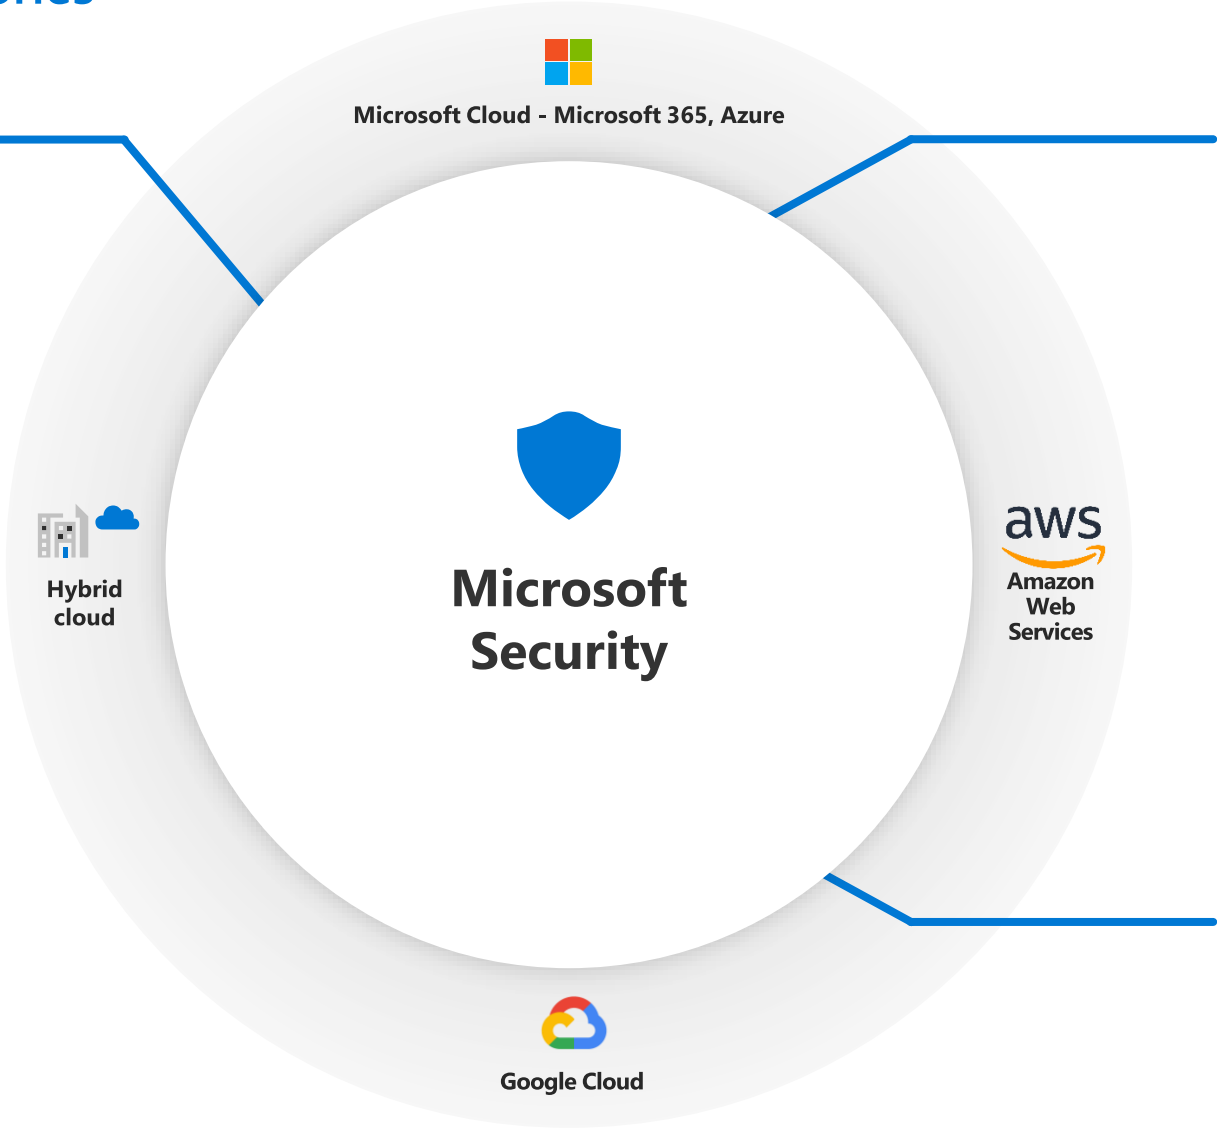 Microsoft Cloud - Microsoft 365, Azure
Hybrid
cloud
Microsoft
Security
aws
Amazon
Web
Services
Google Cloud